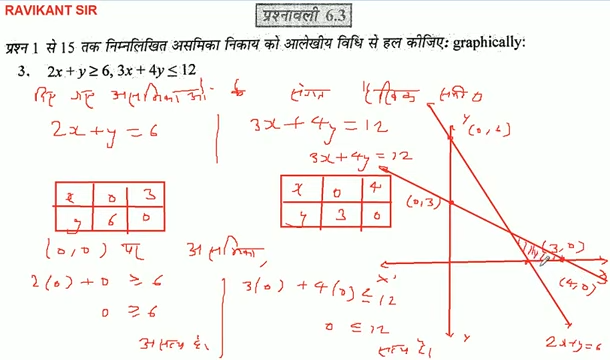 RAVIKANT SIR
प्रश्नावली 6.3
प्रश्न 1 से 15 तक निम्नलिखित असमिका निकाय को आलेखीय विधि से हल कीजिए: graphically:
3. 2x + y ≥ 6, 3x + 4y ≤ 12
संगत रैखिक समी०
2x + y = 6
3x + 4y = 12
3x + 4y = 12
x 0 3
y 6 0
x 0 4
y 3 0
(0,0) पर असमिका,
2(0) + 0 ≥ 6
0 ≥ 6
असत्य है।
3(0) + 4(0) ≤ 12
0 ≤ 12
सत्य है।
Y
(0,6)
(0,3)
(3,0)
(4,0)
X'
Y'
2x+y=6